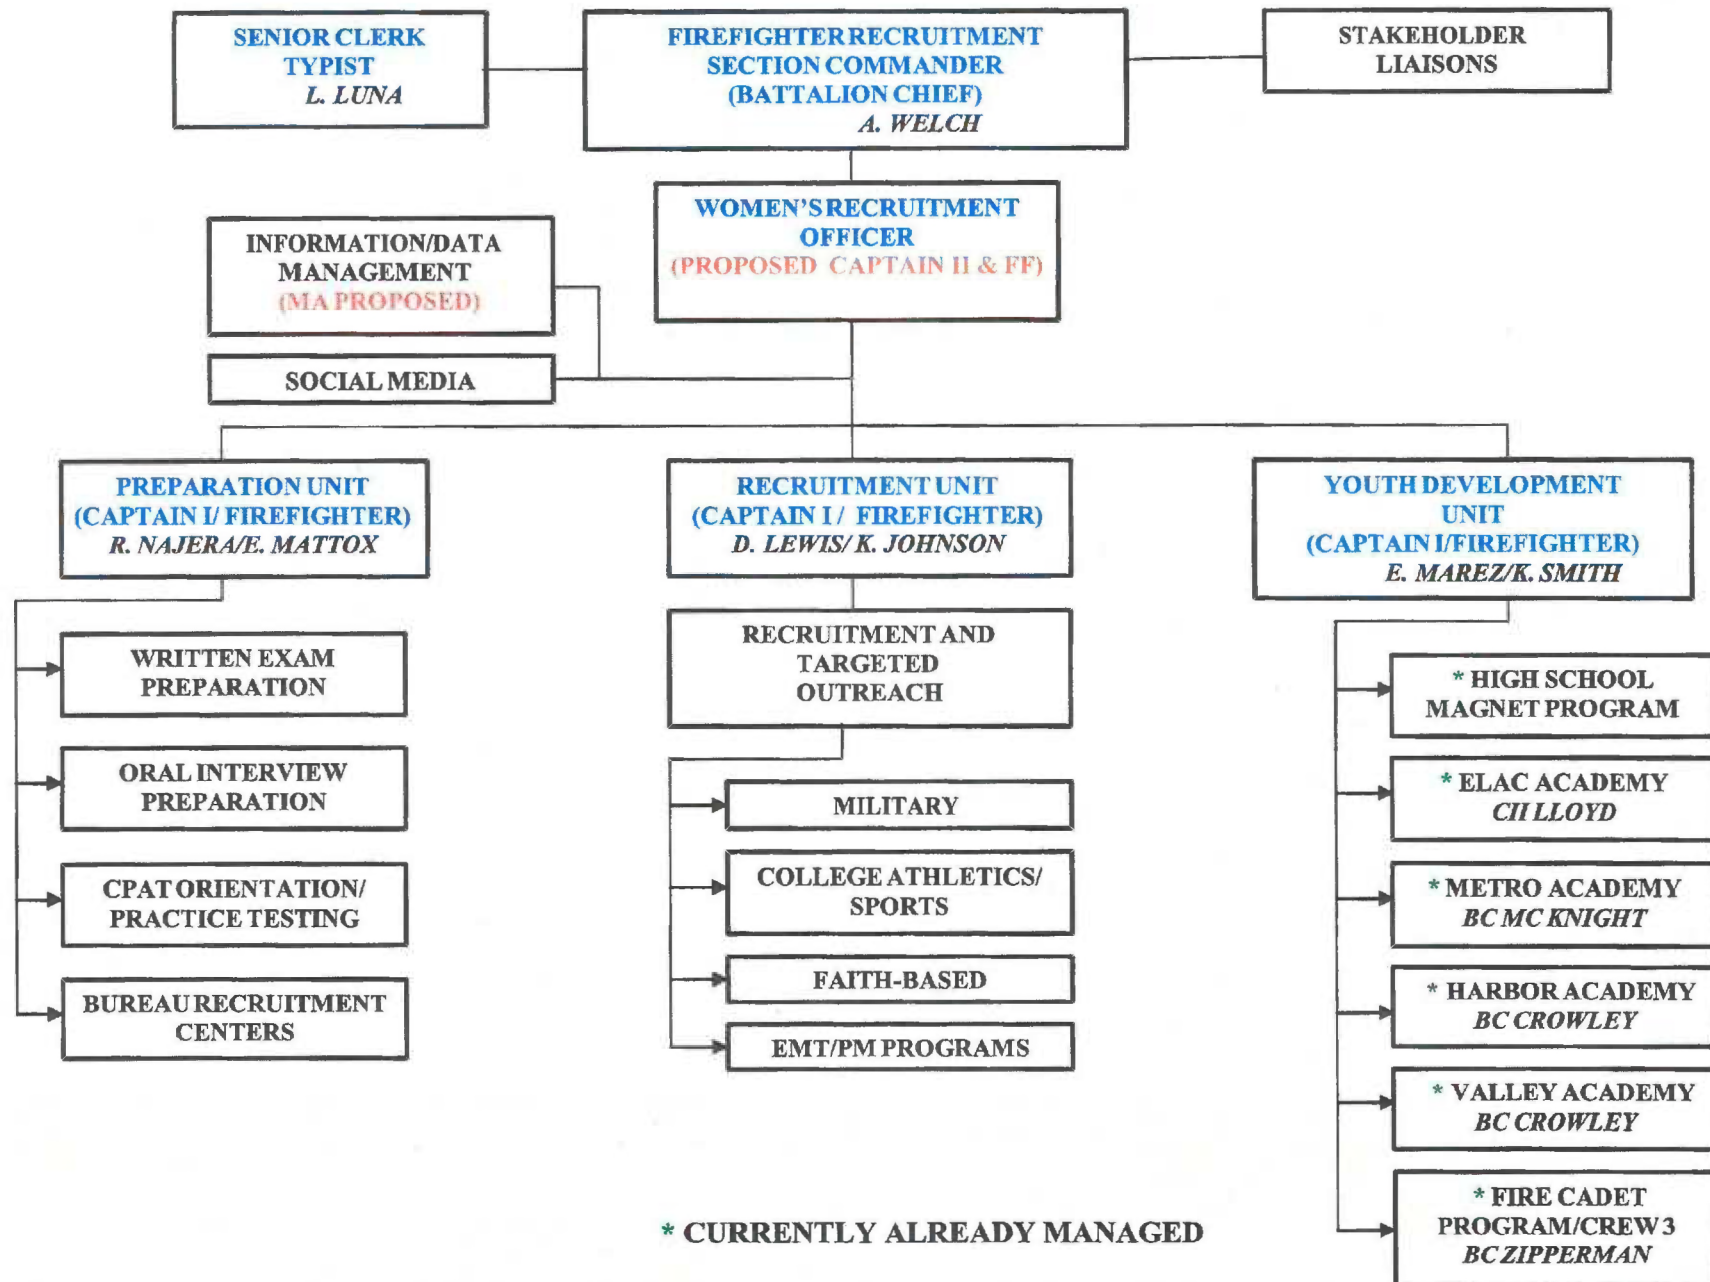 SENIOR CLERK
TYPIST
L. LUNA
FIREFIGHTER RECRUITMENT
SECTION COMMANDER
(BATTALION CHIEF)
A. WELCH
STAKEHOLDER
LIAISONS
WOMEN'S RECRUITMENT
OFFICER
(PROPOSED CAPTAIN II & FF)
INFORMATION/DATA
MANAGEMENT
(MA PROPOSED)
SOCIAL MEDIA
PREPARATION UNIT
(CAPTAIN I/ FIREFIGHTER)
R. NAJERA/E. MATTOX
WRITTEN EXAM
PREPARATION
ORAL INTERVIEW
PREPARATION
CPAT ORIENTATION/
PRACTICE TESTING
BUREAU RECRUITMENT
CENTERS
RECRUITMENT UNIT
(CAPTAIN I / FIREFIGHTER)
D. LEWIS/ K. JOHNSON
RECRUITMENT AND
TARGETED
OUTREACH
MILITARY
COLLEGE ATHLETICS/
SPORTS
FAITH-BASED
EMT/PM PROGRAMS
YOUTH DEVELOPMENT
UNIT
(CAPTAIN I/FIREFIGHTER)
E. MAREZ/K. SMITH
* HIGH SCHOOL
MAGNET PROGRAM
* ELAC ACADEMY
CII LLOYD
* METRO ACADEMY
BC MC KNIGHT
* HARBOR ACADEMY
BC CROWLEY
* VALLEY ACADEMY
BC CROWLEY
* FIRE CADET
PROGRAM/CREW 3
BC ZIPPERMAN
* CURRENTLY ALREADY MANAGED